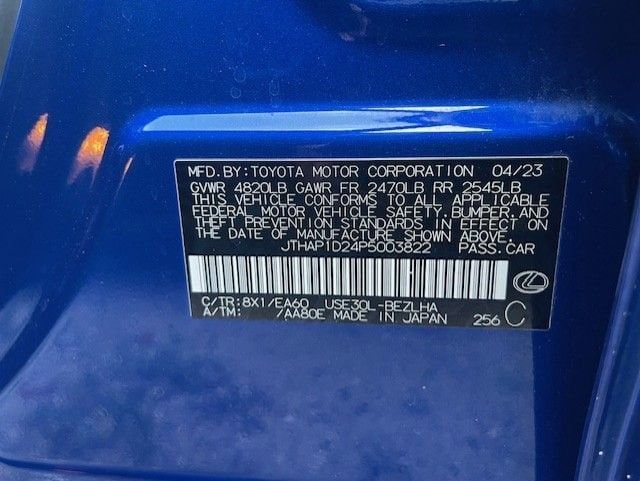 MFD.BY:TOYOTA MOTOR CORPORATION 04/23
GVWR 4820LB GAWR FR 2470LB RR 2545LB
THIS VEHICLE CONFORMS TO ALL APPLICABLE
FEDERAL MOTOR VEHICLE SAFETY,BUMPER,AND
THEFT PREVENTION STANDARDS IN EFFECT ON
THE DATE OF MANUFACTURE SHOWN ABOVE.
JTHAP1D24P5003822 PASS.CAR
C/TR:8X1/EA60 USE30L-BEZLHA
A/TM: /AA80E MADE IN JAPAN 256 C